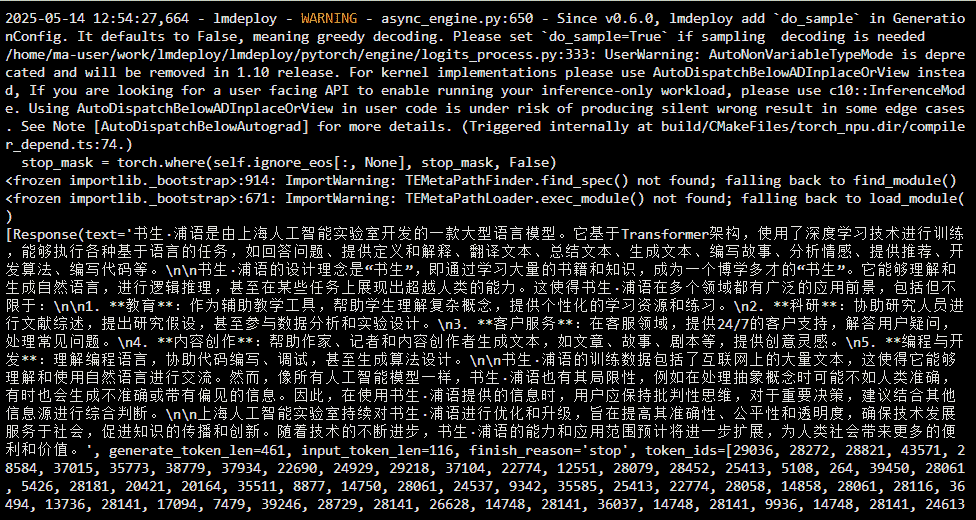 2025-05-14 12:54:27,664 - lmdeploy - WARNING - async_engine.py:650 - Since v0.6.0, lmdeploy add `do_sample` in Generatio
nConfig. It defaults to False, meaning greedy decoding. Please set `do_sample=True` if sampling  decoding is needed
/home/ma-user/work/lmdeploy/lmdeploy/pytorch/engine/logits_process.py:333: UserWarning: AutoNonVariableTypeMode is depre
cated and will be removed in 1.10 release. For kernel implementations please use AutoDispatchBelowADInplaceOrView instea
d, If you are looking for a user facing API to enable running your inference-only workload, please use c10::InferenceMod
e. Using AutoDispatchBelowADInplaceOrView in user code is under risk of producing silent wrong result in some edge cases
. See Note [AutoDispatchBelowAutograd] for more details. (Triggered internally at build/CMakeFiles/torch_npu.dir/compile
r_depend.ts:74.)
  stop_mask = torch.where(self.ignore_eos[:, None], stop_mask, False)
<frozen importlib._bootstrap>:914: ImportWarning: TEMetaPathFinder.find_spec() not found; falling back to find_module()
<frozen importlib._bootstrap>:671: ImportWarning: TEMetaPathLoader.exec_module() not found; falling back to load_module(
)
[Response(text='书生·浦语是由上海人工智能实验室开发的一款大型语言模型。它基于Transformer架构，使用了深度学习技术进行训练
，能够执行各种基于语言的任务，如回答问题、提供定义和解释、翻译文本、总结文本、生成文本、编写故事、分析情感、提供推荐、开
发算法、编写代码等。\n\n书生·浦语的设计理念是“书生”，即通过学习大量的书籍和知识，成为一个博学多才的“书生”。它能够理解和
生成自然语言，进行逻辑推理，甚至在某些任务上展现出超越人类的能力。这使得书生·浦语在多个领域都有广泛的应用前景，包括但不
限于：\n\n1. **教育**：作为辅助教学工具，帮助学生理解复杂概念，提供个性化的学习资源和练习。\n2. **科研**：协助研究人员进
行文献综述，提出研究假设，甚至参与数据分析和实验设计。\n3. **客户服务**：在客服领域，提供24/7的客户支持，解答用户疑问，
处理常见问题。\n4. **内容创作**：帮助作家、记者和内容创作者生成文本，如文章、故事、剧本等，提供创意灵感。\n5. **编程与开
发**：理解编程语言，协助代码编写、调试，甚至生成算法设计。\n\n书生·浦语的训练数据包括了互联网上的大量文本，这使得它能够
理解和使用自然语言进行交流。然而，像所有人工智能模型一样，书生·浦语也有其局限性，例如在处理抽象概念时可能不如人类准确，
有时也会生成不准确或带有偏见的信息。因此，在使用书生·浦语提供的信息时，用户应保持批判性思维，对于重要决策，建议结合其他
信息源进行综合判断。\n\n上海人工智能实验室持续对书生·浦语进行优化和升级，旨在提高其准确性、公平性和透明度，确保技术发展
服务于社会，促进知识的传播和创新。随着技术的不断进步，书生·浦语的能力和应用范围预计将进一步扩展，为人类社会带来更多的便
利和价值。', generate_token_len=461, input_token_len=116, finish_reason='stop', token_ids=[29036, 28272, 28821, 43571, 2
8584, 37015, 35773, 38779, 37934, 22690, 24929, 29218, 37104, 22774, 12551, 28079, 28452, 25413, 5108, 264, 39450, 28061
, 5426, 28181, 20421, 20164, 35511, 8877, 14750, 28061, 24537, 9342, 35585, 25413, 22774, 28058, 14858, 28061, 28116, 36
494, 13736, 28141, 17094, 7479, 39246, 28729, 28141, 26628, 14748, 28141, 36037, 14748, 28141, 9936, 14748, 28141, 24613